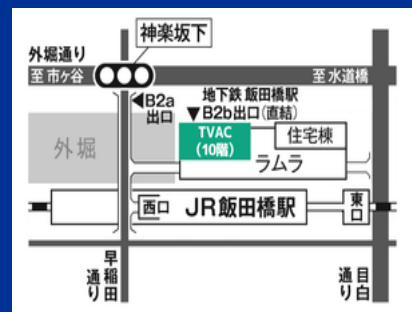 神楽坂下
外堀通り
至市ヶ谷
至水道橋
◀B2a
出口
地下鉄 飯田橋駅
▼B2b出口(直結)
TVAC
(10階)
住宅棟
ラムラ
外堀
西口
JR飯田橋駅
東口
早稲田通り
目白通り